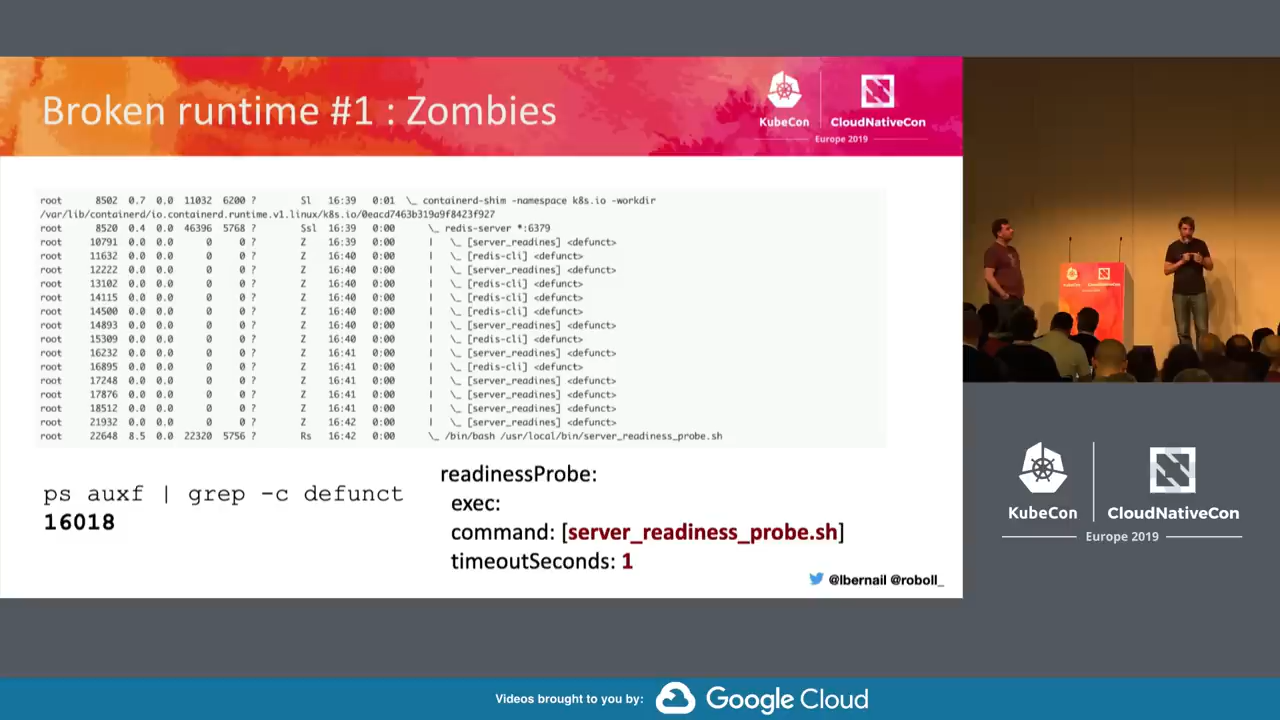 Broken runtime #1 : Zombies
KubeCon
CloudNativeCon
Europe 2019
root 8502 0.7 0.0 11032 6200 ? Sl 16:39 0:01 \_ containerd-shim -namespace k8s.io -workdir
/var/lib/containerd/io.containerd.runtime.v1.linux/k8s.io/0eacd7463b319a9f8423f927
root 8520 0.4 0.0 46396 5768 ? Ssl 16:39 0:00 \_ redis-server *:6379
root 10791 0.0 0.0 0 0 ? Z 16:39 0:00 | \_ [server_readines] <defunct>
root 11632 0.0 0.0 0 0 ? Z 16:40 0:00 | \_ [redis-cli] <defunct>
root 12222 0.0 0.0 0 0 ? Z 16:40 0:00 | \_ [server_readines] <defunct>
root 13102 0.0 0.0 0 0 ? Z 16:40 0:00 | \_ [redis-cli] <defunct>
root 14115 0.0 0.0 0 0 ? Z 16:40 0:00 | \_ [redis-cli] <defunct>
root 14500 0.0 0.0 0 0 ? Z 16:40 0:00 | \_ [redis-cli] <defunct>
root 14893 0.0 0.0 0 0 ? Z 16:40 0:00 | \_ [server_readines] <defunct>
root 15309 0.0 0.0 0 0 ? Z 16:40 0:00 | \_ [redis-cli] <defunct>
root 16232 0.0 0.0 0 0 ? Z 16:41 0:00 | \_ [server_readines] <defunct>
root 16895 0.0 0.0 0 0 ? Z 16:41 0:00 | \_ [redis-cli] <defunct>
root 17248 0.0 0.0 0 0 ? Z 16:41 0:00 | \_ [server_readines] <defunct>
root 17876 0.0 0.0 0 0 ? Z 16:41 0:00 | \_ [server_readines] <defunct>
root 18512 0.0 0.0 0 0 ? Z 16:41 0:00 | \_ [server_readines] <defunct>
root 21932 0.0 0.0 0 0 ? Z 16:42 0:00 | \_ [server_readines] <defunct>
root 22648 8.5 0.0 22320 5756 ? Rs 16:42 0:00 \_ /bin/bash /usr/local/bin/server_readiness_probe.sh
ps auxf | grep -c defunct
16018
readinessProbe:
exec:
command: [server_readiness_probe.sh]
timeoutSeconds: 1
@lbernail @roboll_
KubeCon
CloudNativeCon
Europe 2019
Videos brought to you by:
Google Cloud